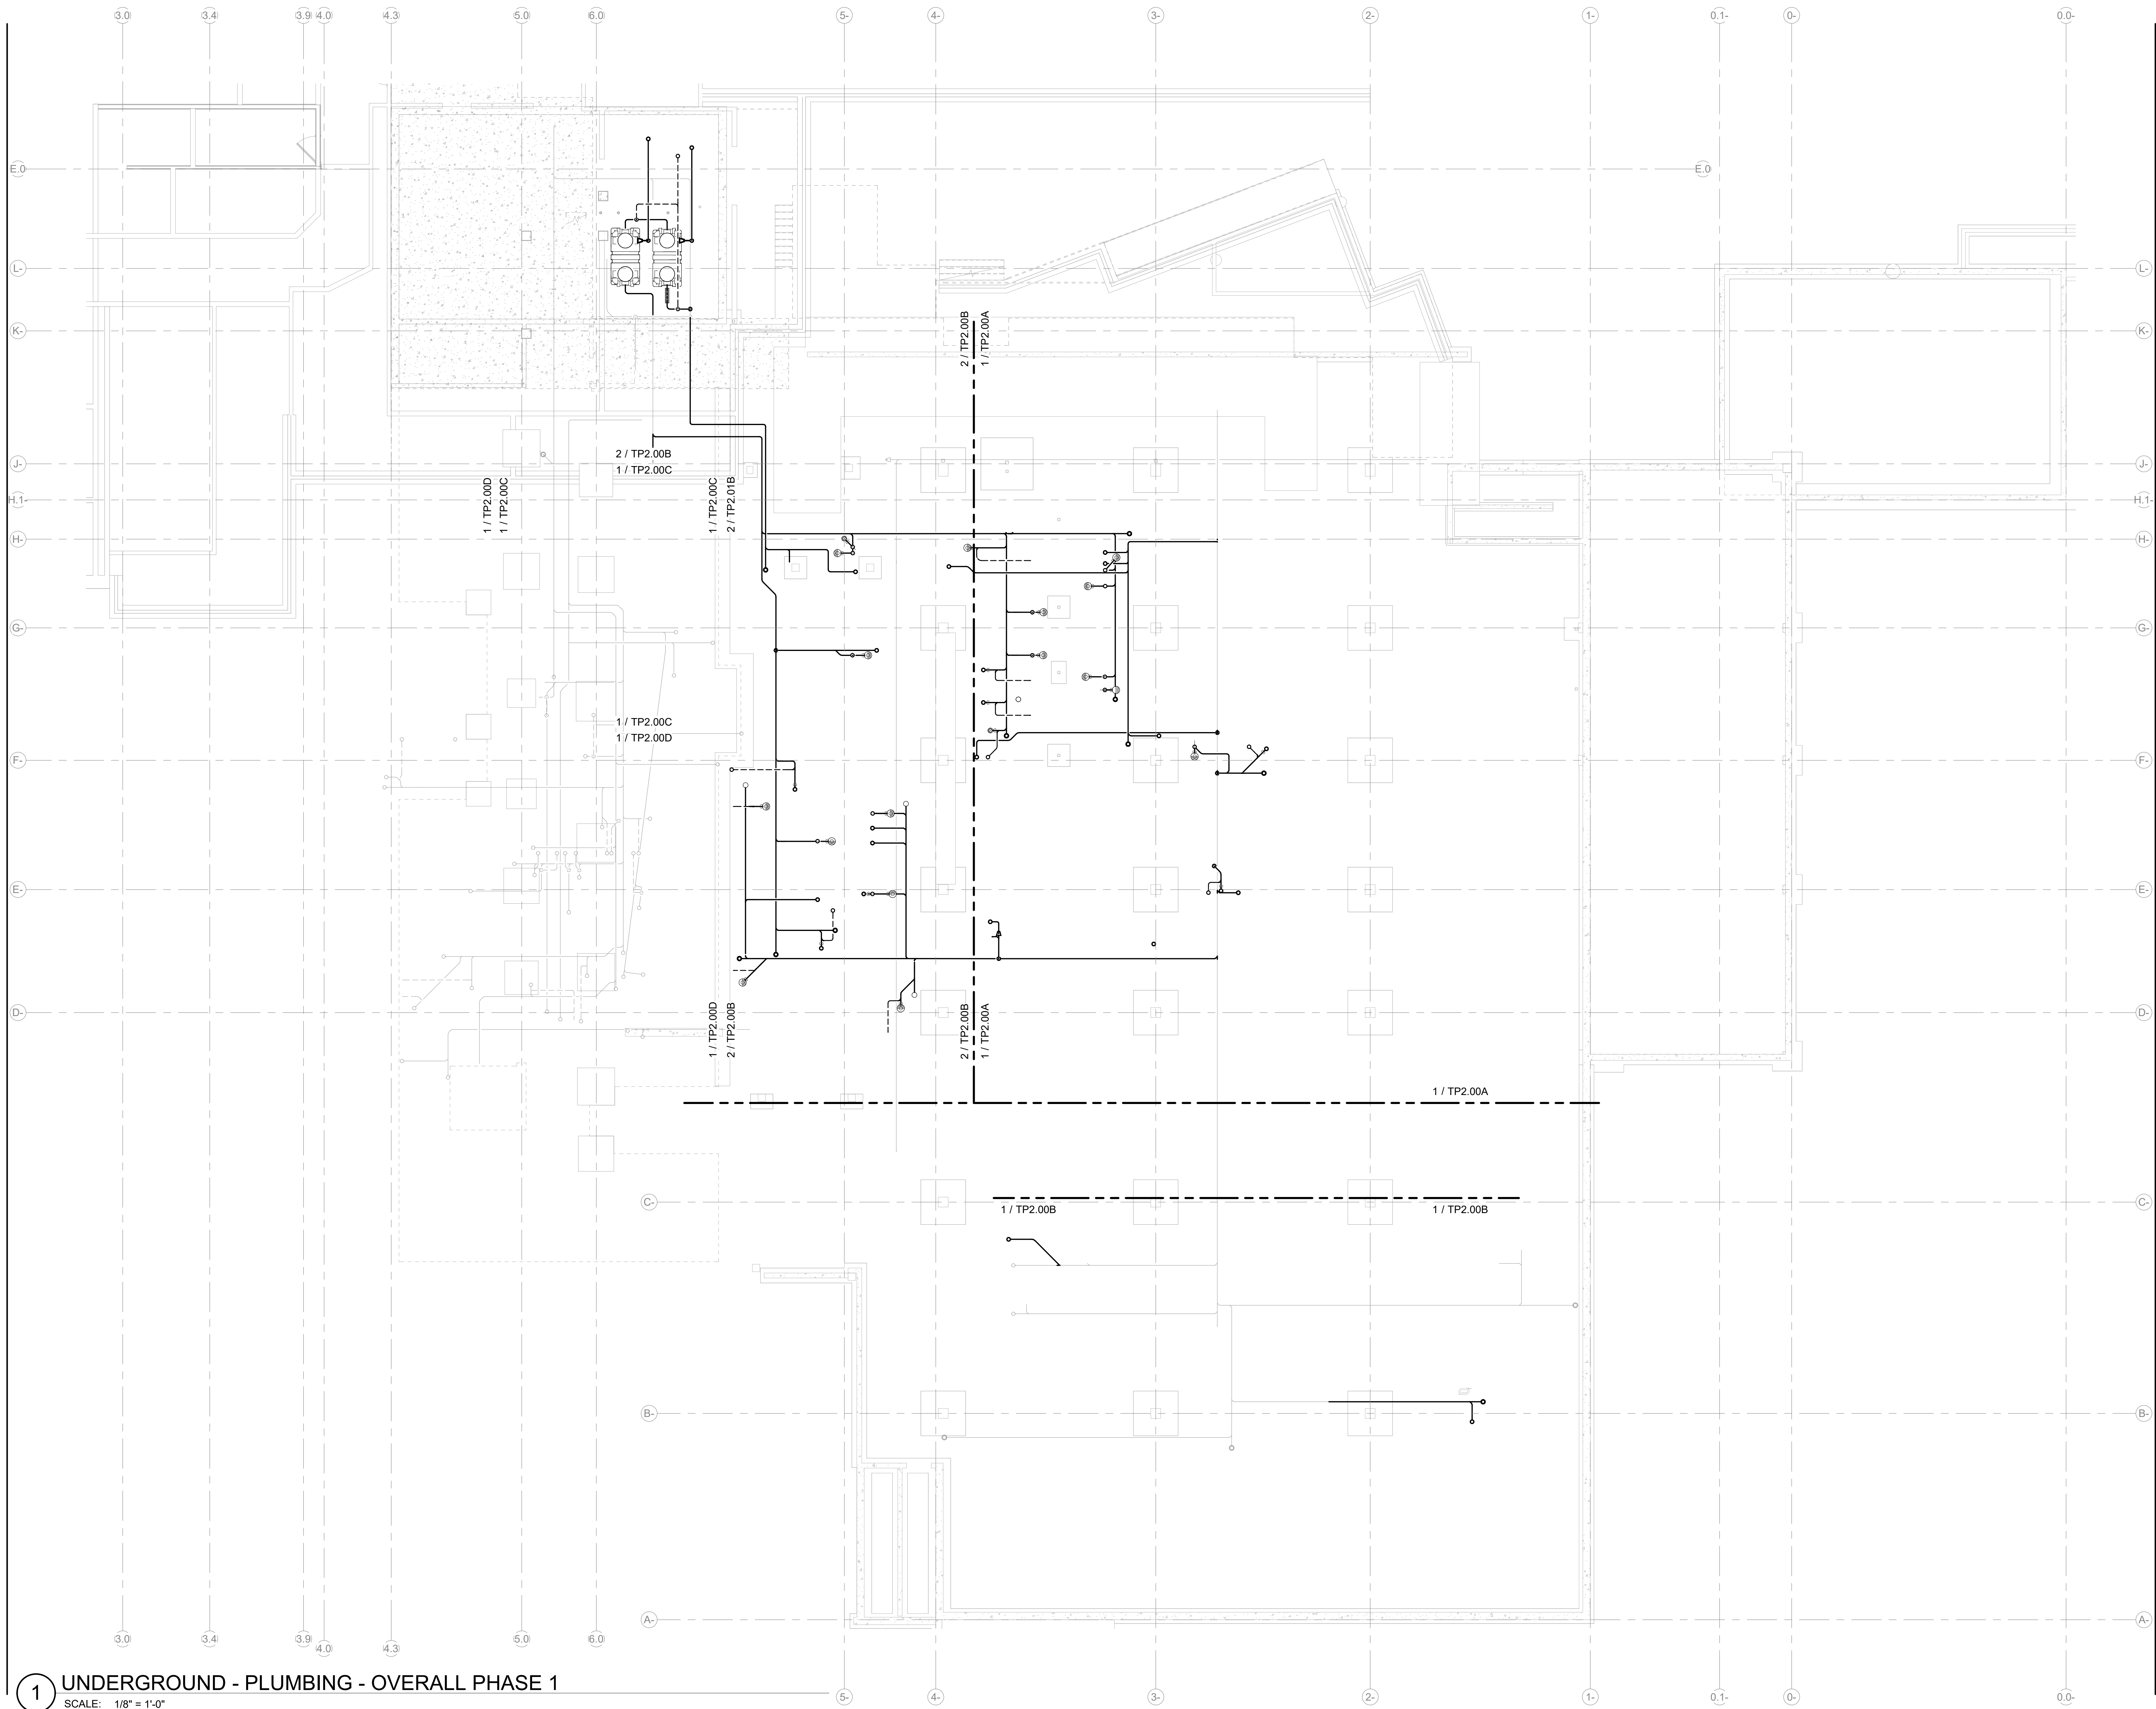 3.0
3.4
3.9
4.0
4.3
5.0
6.0
5-
4-
3-
2-
1-
0.1-
0-
0.0-
E.0
E.0
L-
L-
K-
K-
2 / TP2.00B
1 / TP2.00A
2 / TP2.00B
1 / TP2.00C
J-
J-
1 / TP2.00D
1 / TP2.00C
1 / TP2.00C
2 / TP2.01B
H.1-
H.1-
H-
H-
G-
G-
1 / TP2.00C
1 / TP2.00D
F-
F-
E-
E-
D-
D-
1 / TP2.00D
2 / TP2.00B
2 / TP2.00B
1 / TP2.00A
1 / TP2.00A
C-
C-
1 / TP2.00B
1 / TP2.00B
B-
B-
A-
A-
3.0
3.4
3.9
4.0
4.3
5.0
6.0
5-
4-
3-
2-
1-
0.1-
0-
0.0-
1
UNDERGROUND - PLUMBING - OVERALL PHASE 1
SCALE: 1/8" = 1'-0"